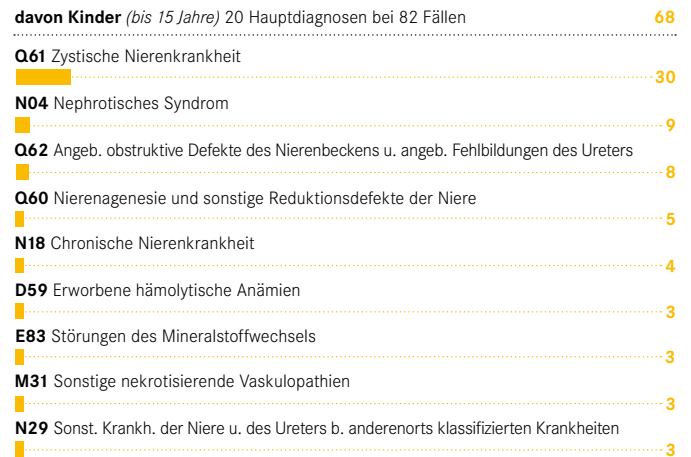 davon Kinder (bis 15 Jahre) 20 Hauptdiagnosen bei 82 Fällen 68
Q61 Zystische Nierenkrankheit
30
N04 Nephrotisches Syndrom
9
Q62 Angeb. obstruktive Defekte des Nierenbeckens u. angeb. Fehlbildungen des Ureters
8
Q60 Nierenagenesie und sonstige Reduktionsdefekte der Niere
5
N18 Chronische Nierenkrankheit
4
D59 Erworbene hämolytische Anämien
3
E83 Störungen des Mineralstoffwechsels
3
M31 Sonstige nekrotisierende Vaskulopathien
3
N29 Sonst. Krankh. der Niere u. des Ureters b. anderenorts klassifizierten Krankheiten
3